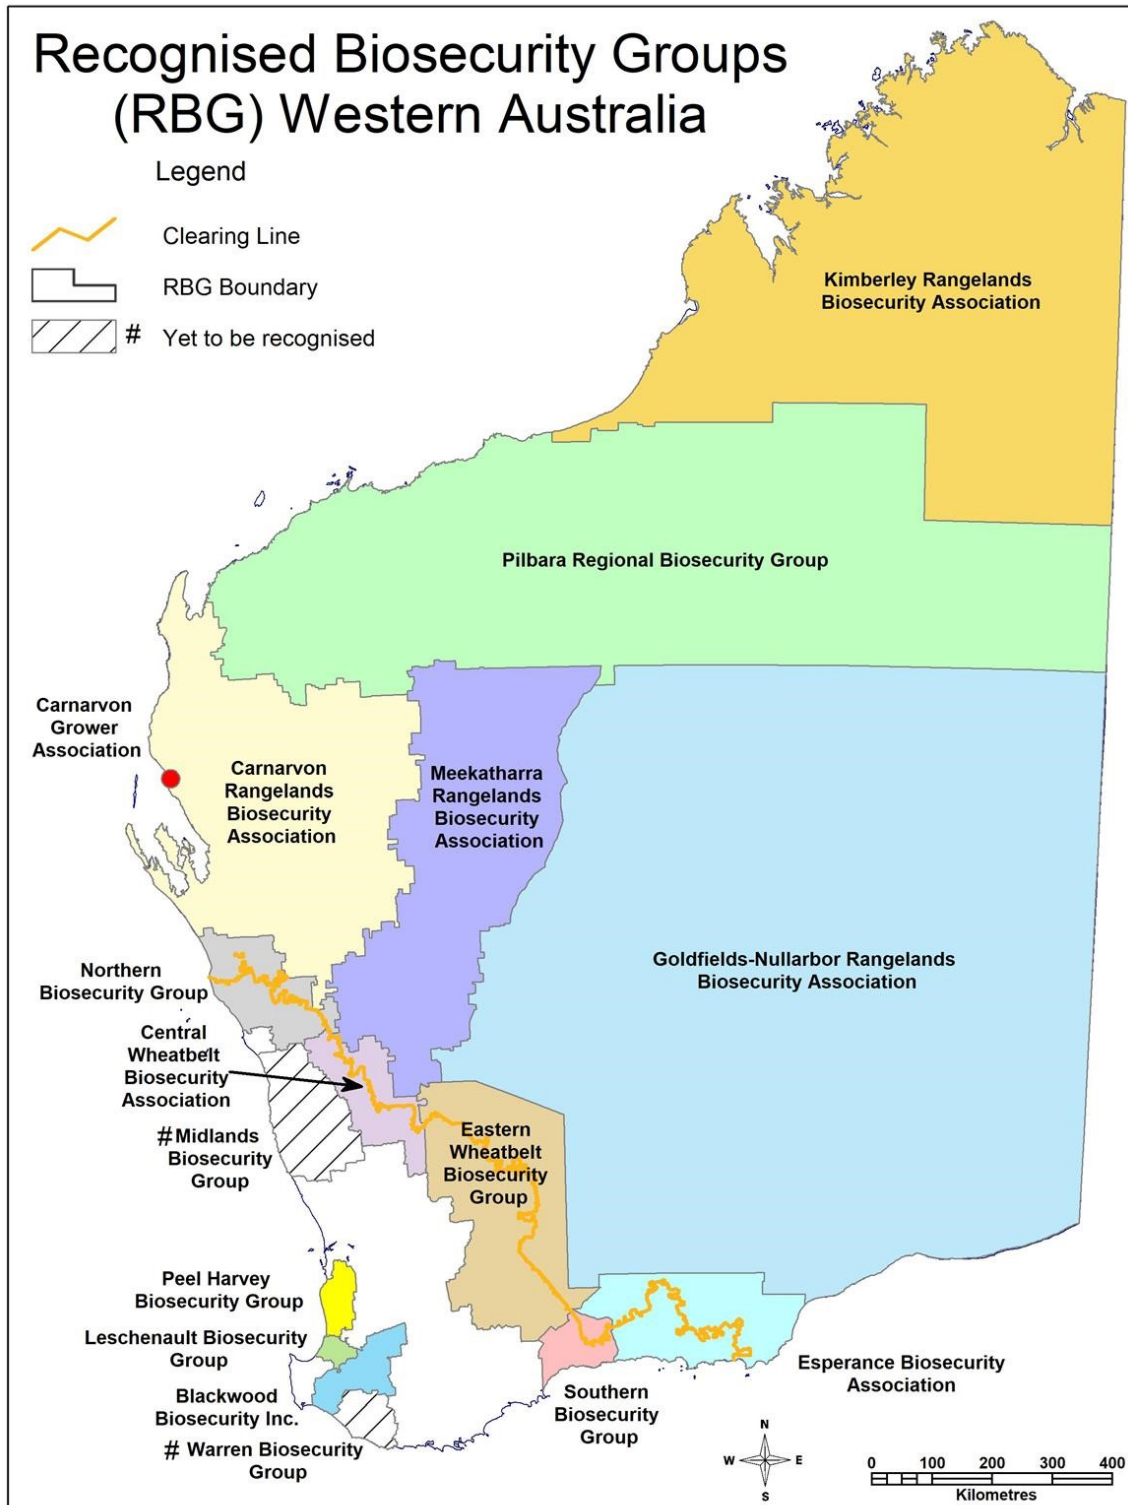 Recognised Biosecurity Groups
(RBG) Western Australia
Legend
Clearing Line
RBG Boundary
# Yet to be recognised
Kimberley Rangelands
Biosecurity Association
Pilbara Regional Biosecurity Group
Carnarvon
Grower
Association
Carnarvon
Rangelands
Biosecurity
Association
Meekatharra
Rangelands
Biosecurity
Association
Goldfields-Nullarbor Rangelands
Biosecurity Association
Northern
Biosecurity Group
Central
Wheatbelt
Biosecurity
Association
#Midlands
Biosecurity
Group
Eastern
Wheatbelt
Biosecurity
Group
Peel Harvey
Biosecurity Group
Leschenault Biosecurity
Group
Blackwood
Biosecurity Inc.
# Warren Biosecurity
Group
Southern
Biosecurity
Group
Esperance Biosecurity
Association
N
W E
S
0 100 200 300 400
Kilometres